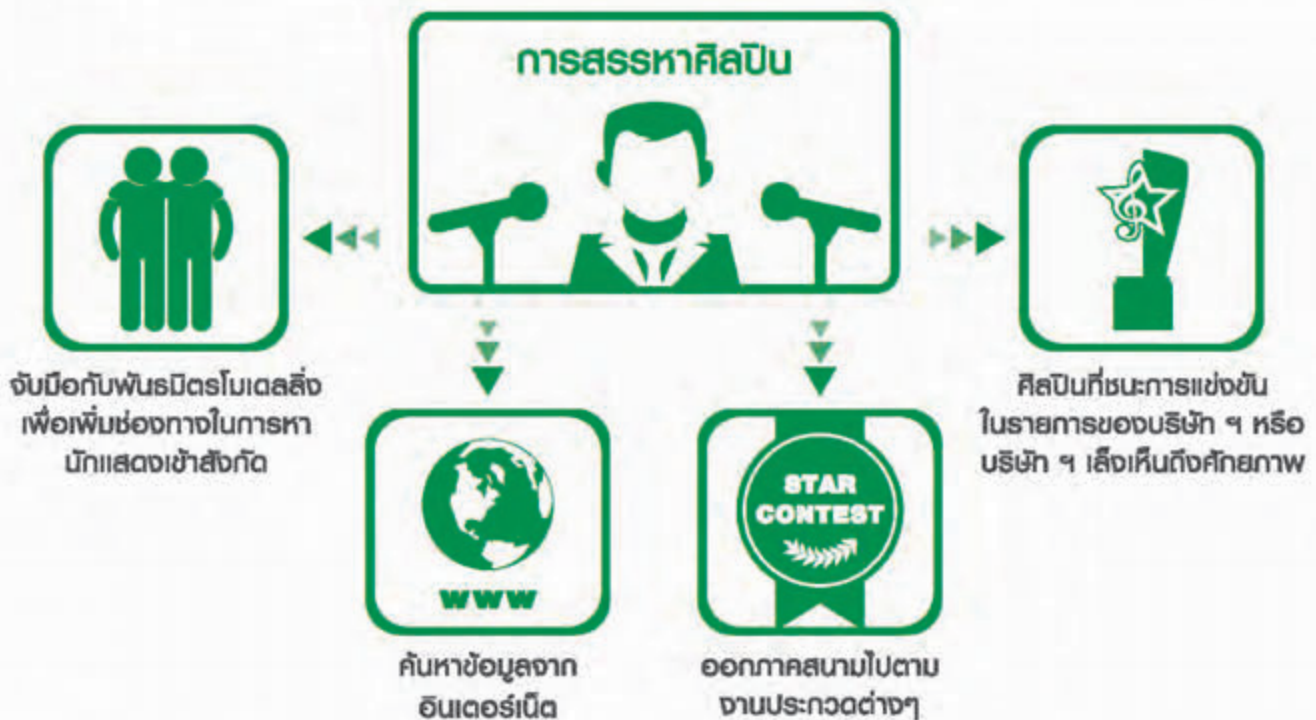 การสรรหาศิลปิน
จับมือกับพันธมิตรโมเดลลิ่ง
เพื่อเพิ่มช่องทางในการหา
นักแสดงเข้าสังกัด
ศิลปินที่ชนะการแข่งขัน
ในรายการของบริษัท ฯ หรือ
บริษัท ฯ เล็งเห็นถึงศักยภาพ
WWW
ค้นหาข้อมูลจาก
อินเตอร์เน็ต
STAR
CONTEST
ออกภาคสนามไปตาม
งานประกวดต่างๆ